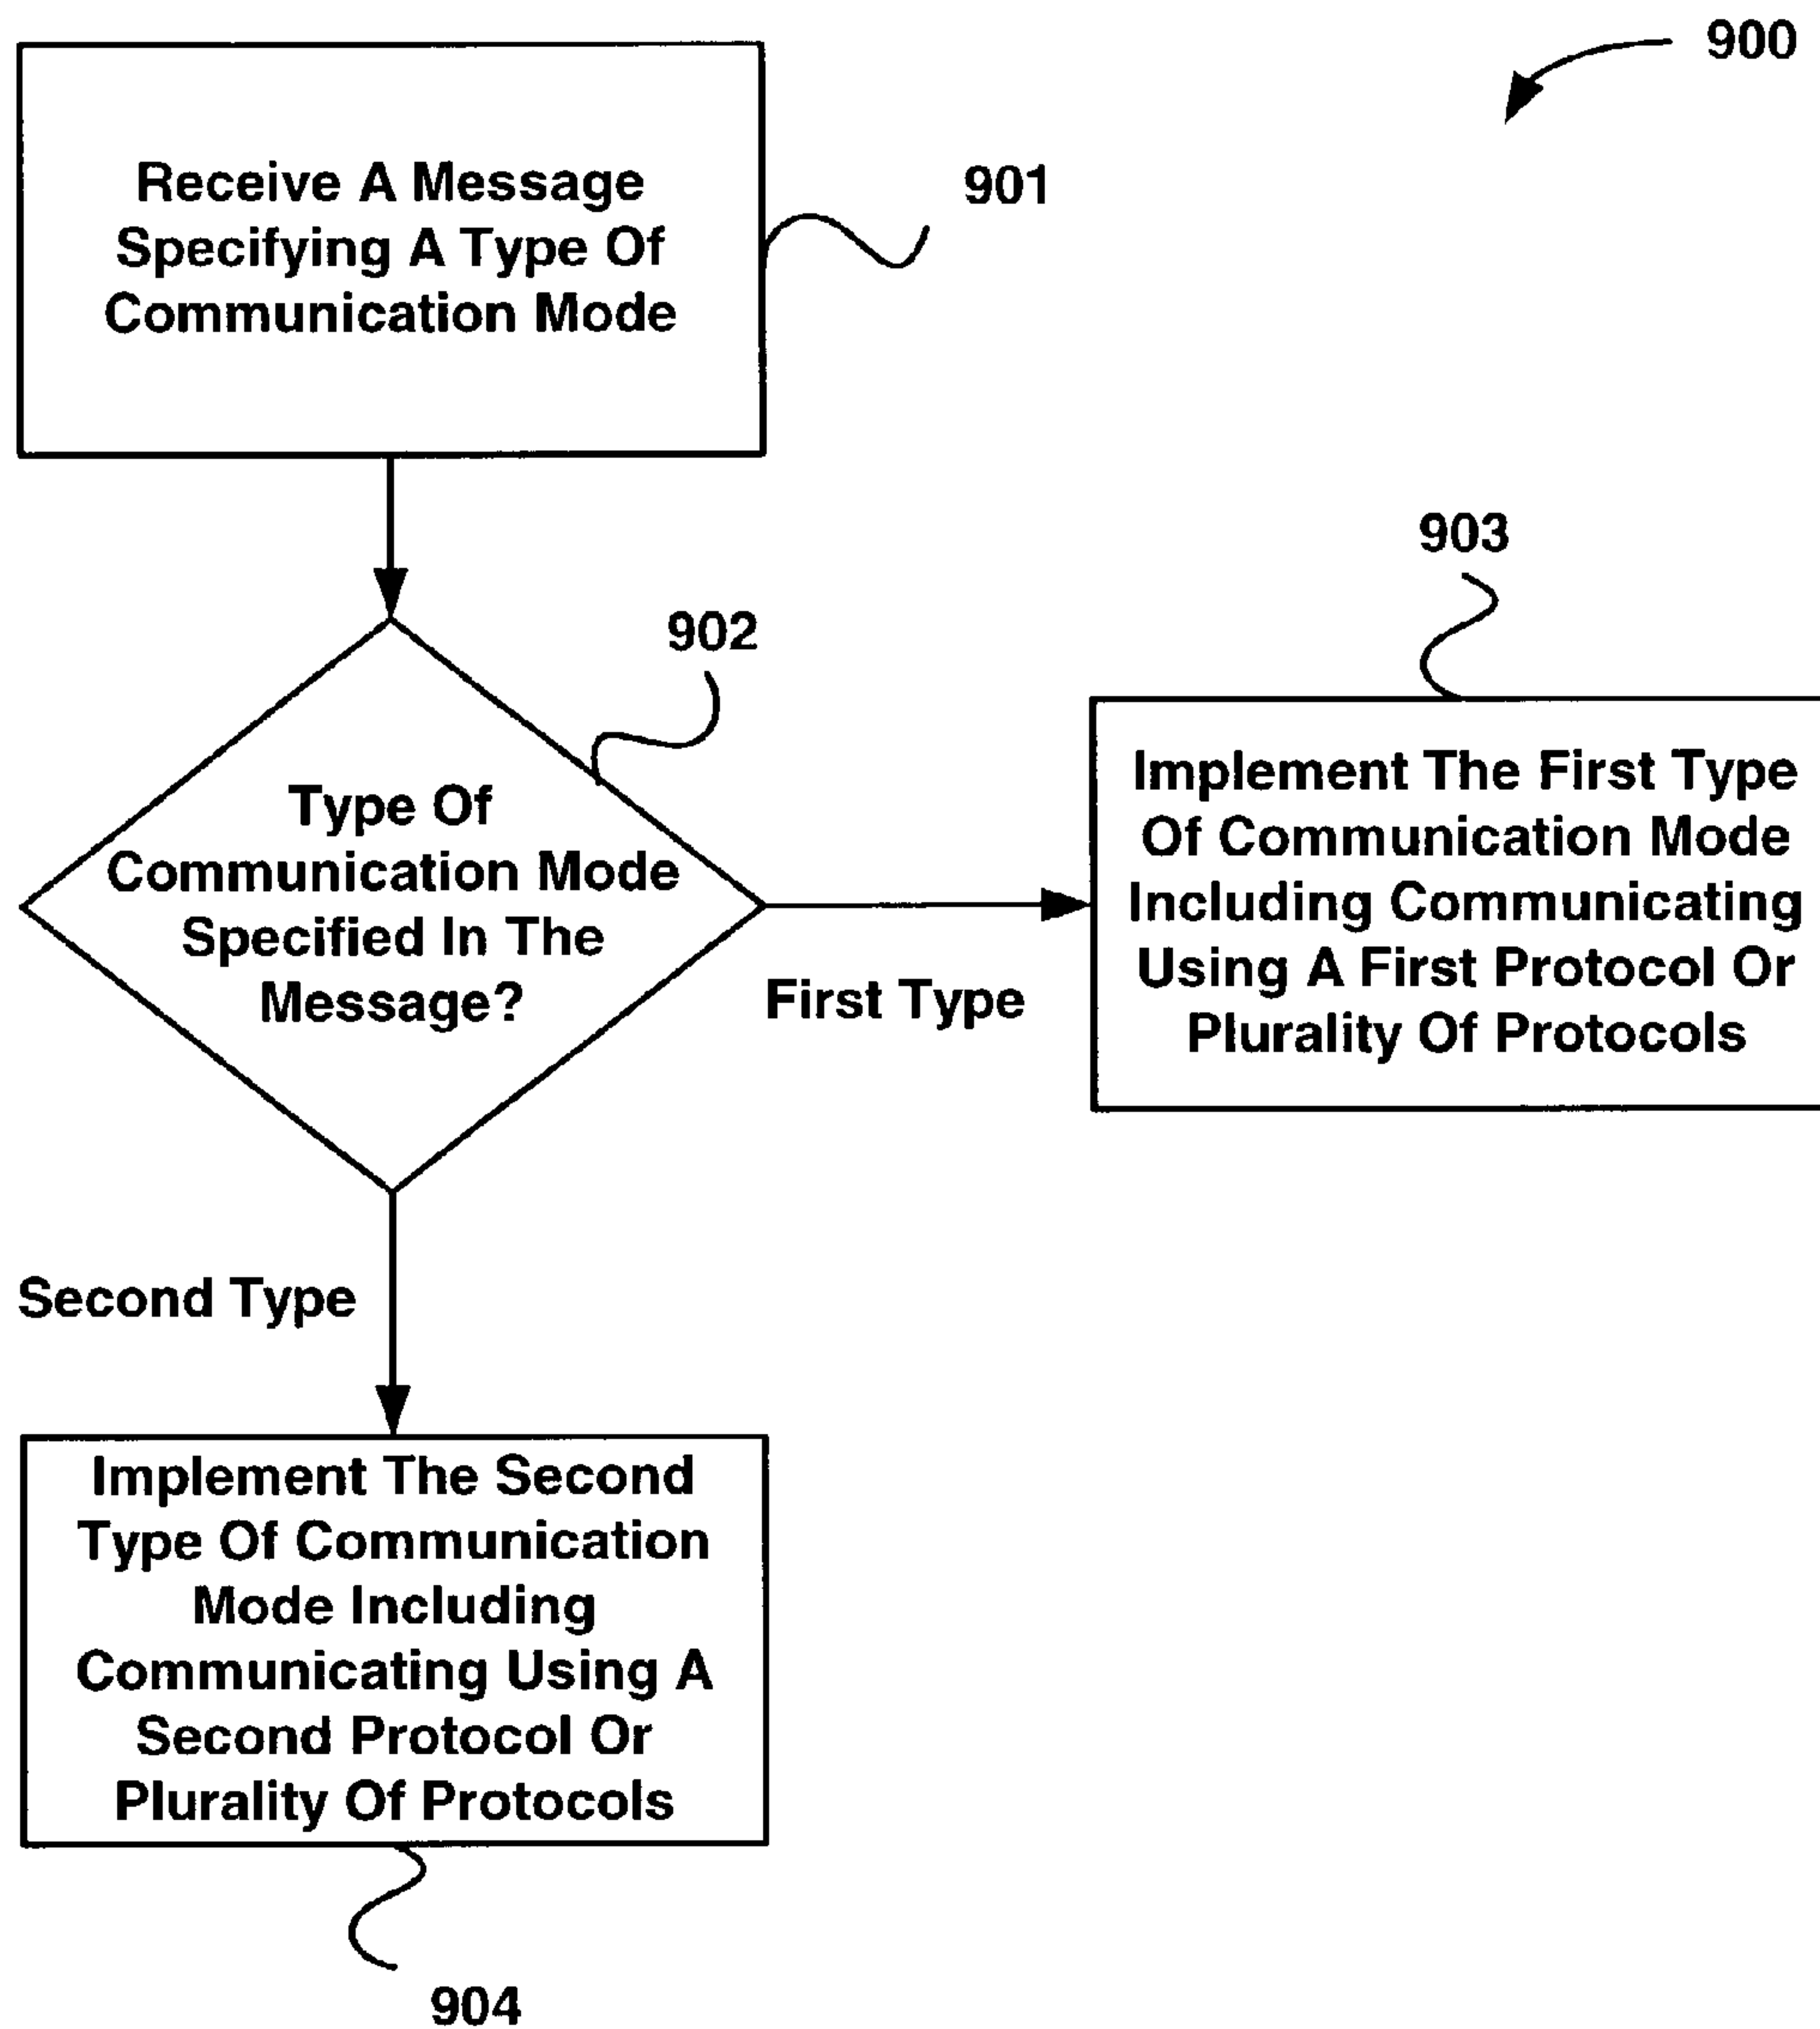 900
Receive A Message
Specifying A Type Of
Communication Mode
901
902
Type Of
Communication Mode
Specified In The
Message?
First Type
903
Implement The First Type
Of Communication Mode
Including Communicating
Using A First Protocol Or
Plurality Of Protocols
Second Type
Implement The Second
Type Of Communication
Mode Including
Communicating Using A
Second Protocol Or
Plurality Of Protocols
904